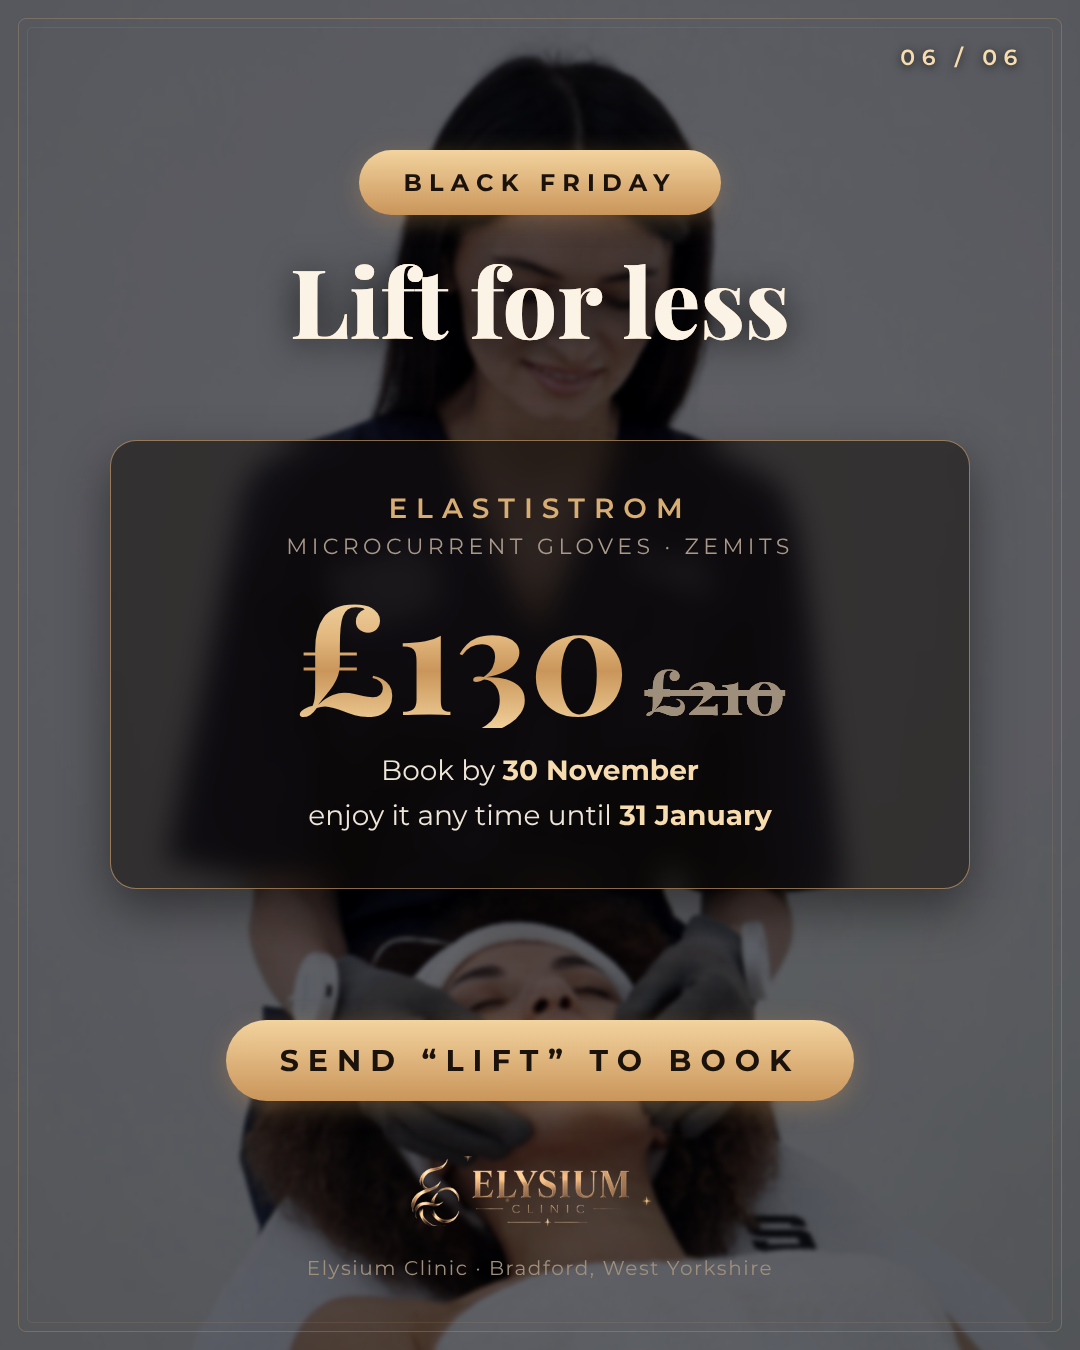 06 / 06
BLACK FRIDAY
Lift for less
ELASTISTROM
MICROCURRENT GLOVES · ZEMITS
£130 £210
Book by 30 November
enjoy it any time until 31 January
SEND “LIFT” TO BOOK
ELYSIUM
CLINIC
Elysium Clinic · Bradford, West Yorkshire